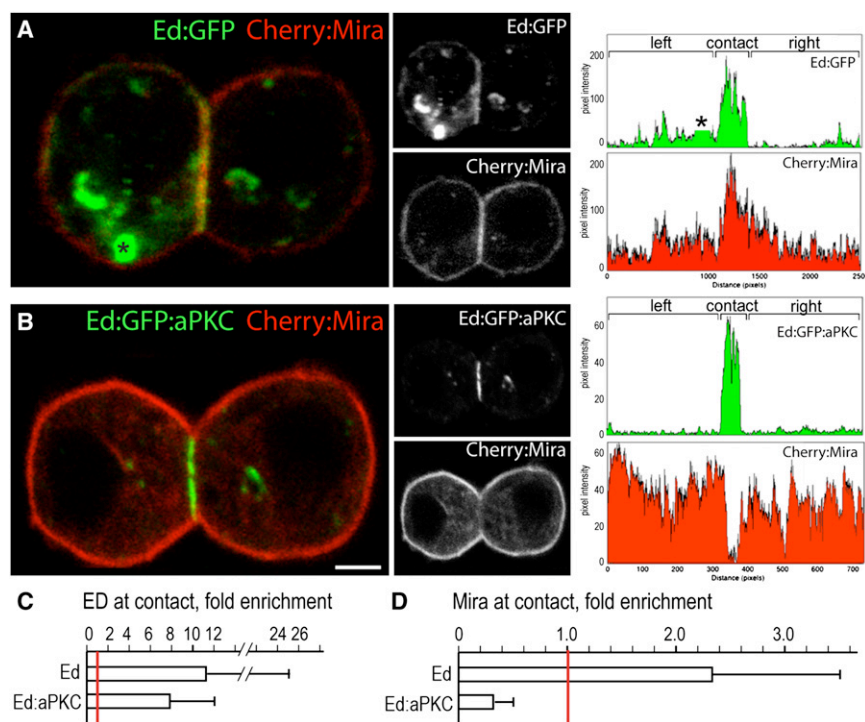 A
Ed:GFP Cherry:Mira
Ed:GFP
Cherry:Mira
*
left contact right
Ed:GFP
*
pixel intensity
200
100
0
Cherry:Mira
pixel intensity
200
100
0
0 1000 1500 2000 250
Distance (pixels)
B
Ed:GFP:aPKC Cherry:Mira
Ed:GFP:aPKC
Cherry:Mira
left contact right
Ed:GFP:aPKC
pixel intensity
60
40
20
0
Cherry:Mira
pixel intensity
60
40
20
0
0 100 200 300 400 500 600 700
Distance (pixels)
C ED at contact, fold enrichment
0 2 4 6 8 10 12 24 26
Ed
Ed:aPKC
D Mira at contact, fold enrichment
0 1.0 2.0 3.0
Ed
Ed:aPKC